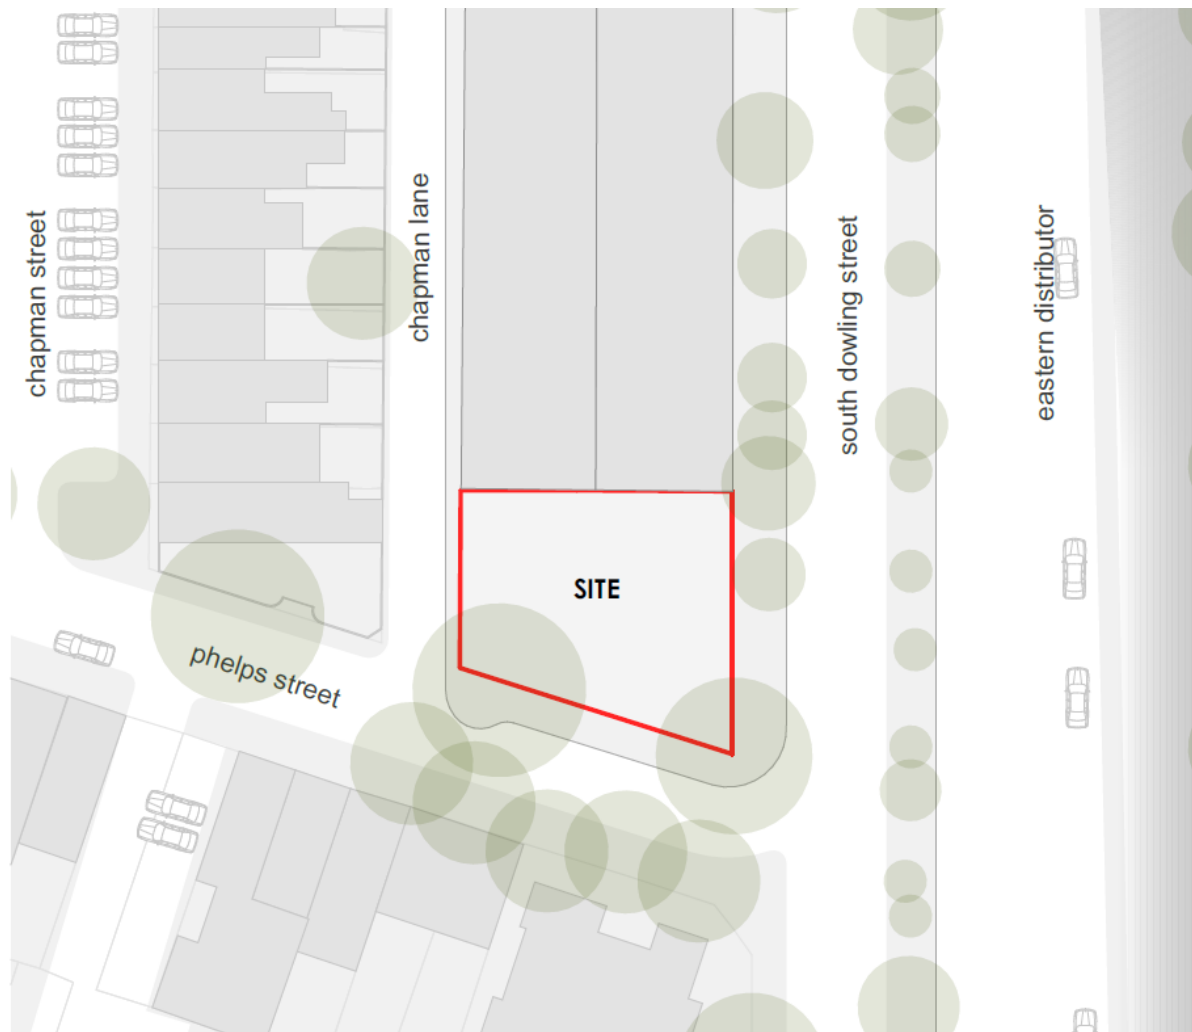 chapman street
chapman lane
south dowling street
eastern distributor
SITE
phelps street